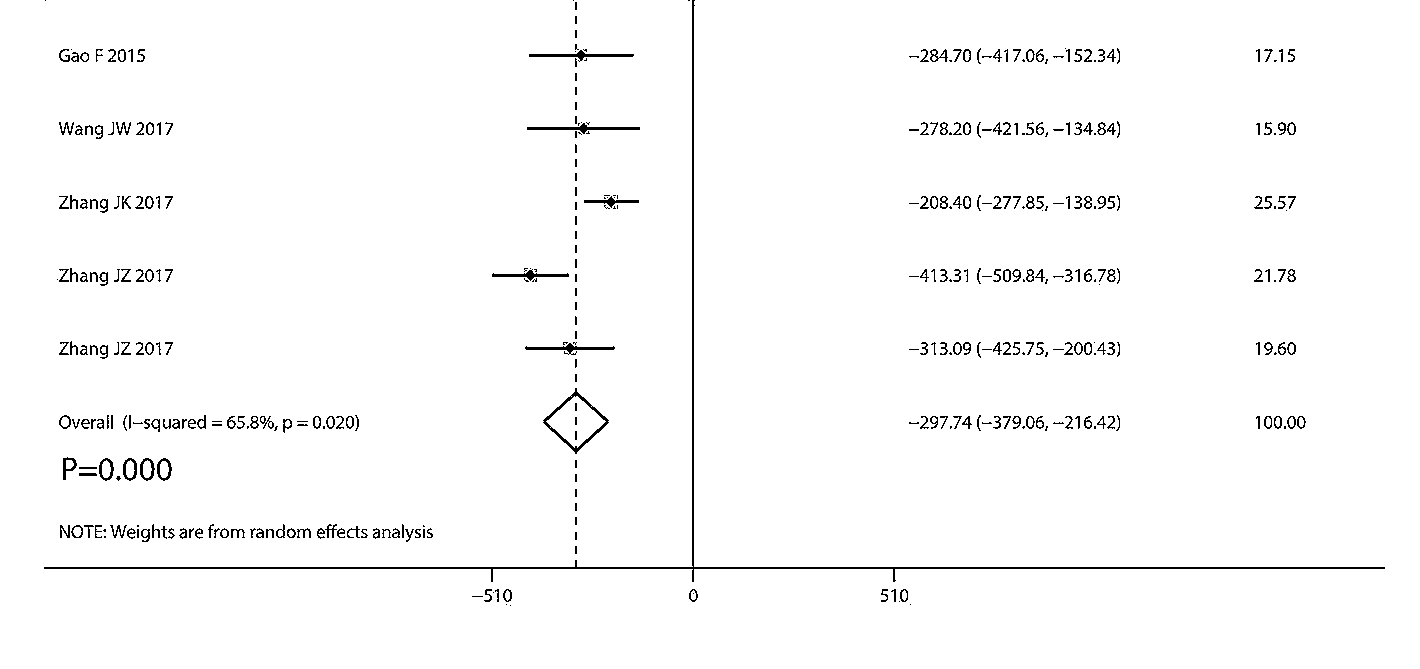 Gao F 2015 −284.70 (−417.06, −152.34) 17.15
Wang JW 2017 −278.20 (−421.56, −134.84) 15.90
Zhang JK 2017 −208.40 (−277.85, −138.95) 25.57
Zhang JZ 2017 −413.31 (−509.84, −316.78) 21.78
Zhang JZ 2017 −313.09 (−425.75, −200.43) 19.60
Overall (I−squared = 65.8%, p = 0.020) −297.74 (−379.06, −216.42) 100.00
P=0.000
NOTE: Weights are from random effects analysis
−510 0 510